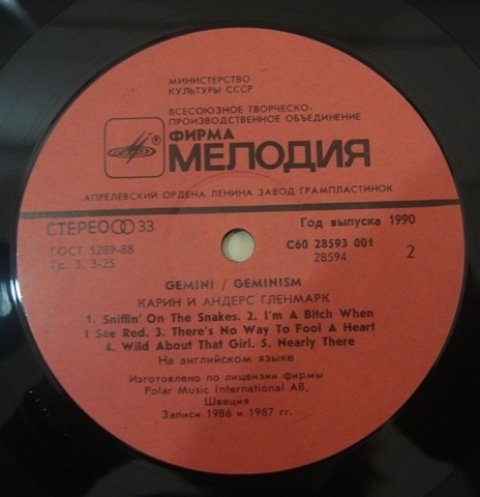 МИНИСТЕРСТВО
КУЛЬТУРЫ СССР
ВСЕСОЮЗНОЕ ТВОРЧЕСКО-
ПРОИЗВОДСТВЕННОЕ ОБЪЕДИНЕНИЕ
ФИРМА
МЕЛОДИЯ
АПРЕЛЕВСКИЙ ОРДЕНА ЛЕНИНА ЗАВОД ГРАМПЛАСТИНОК
СТЕРЕО 33
Год выпуска 1990
ГОСТ 5289-88
С60 28593 001
Гр. 3. 3-25
28594
2
GEMINI / GEMINISM
КАРИН И АНДЕРС ГЛЕНМАРК
1. Sniffin' On The Snakes. 2. I'm A Bitch When
I See Red. 3. There's No Way To Fool A Heart
4. Wild About That Girl. 5. Nearly There
На английском языке
Изготовлено по лицензии фирмы
Polar Music International AB,
Швеция
Записи 1986 и 1987 гг.